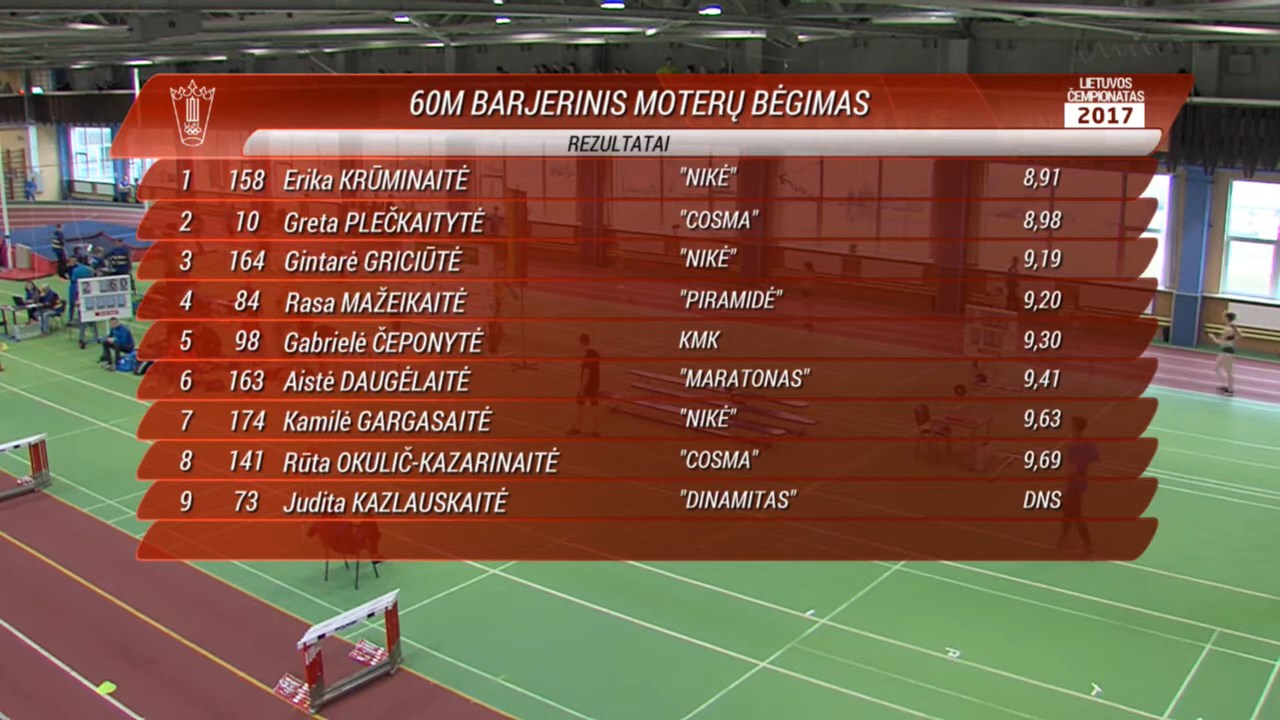 60M BARJERINIS MOTERŲ BĖGIMAS
LIETUVOS
ČEMPIONATAS
2017
REZULTATAI
1 158 Erika KRŪMINAITĖ "NIKĖ" 8,91
2 10 Greta PLEČKAITYTĖ "COSMA" 8,98
3 164 Gintarė GRICIŪTĖ "NIKĖ" 9,19
4 84 Rasa MAŽEIKAITĖ "PIRAMIDĖ" 9,20
5 98 Gabrielė ČEPONYTĖ KMK 9,30
6 163 Aistė DAUGĖLAITĖ "MARATONAS" 9,41
7 174 Kamilė GARGASAITĖ "NIKĖ" 9,63
8 141 Rūta OKULIČ-KAZARINAITĖ "COSMA" 9,69
9 73 Judita KAZLAUSKAITĖ "DINAMITAS" DNS